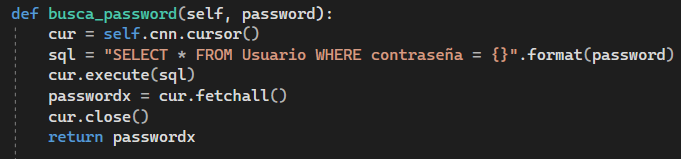 def busca_password(self, password):
cur = self.cnn.cursor()
sql = "SELECT * FROM Usuario WHERE contraseña = {}".format(password)
cur.execute(sql)
passwordx = cur.fetchall()
cur.close()
return passwordx